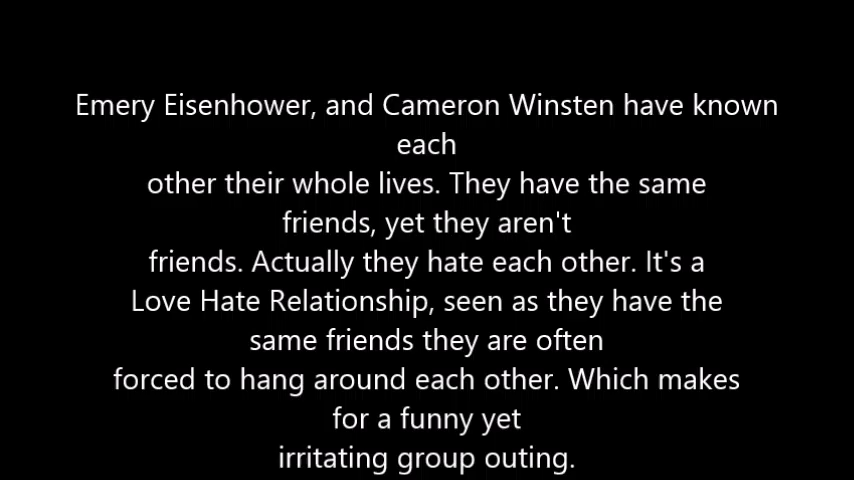 Emery Eisenhower, and Cameron Winsten have known
each
other their whole lives. They have the same
friends, yet they aren't
friends. Actually they hate each other. It's a
Love Hate Relationship, seen as they have the
same friends they are often
forced to hang around each other. Which makes
for a funny yet
irritating group outing.